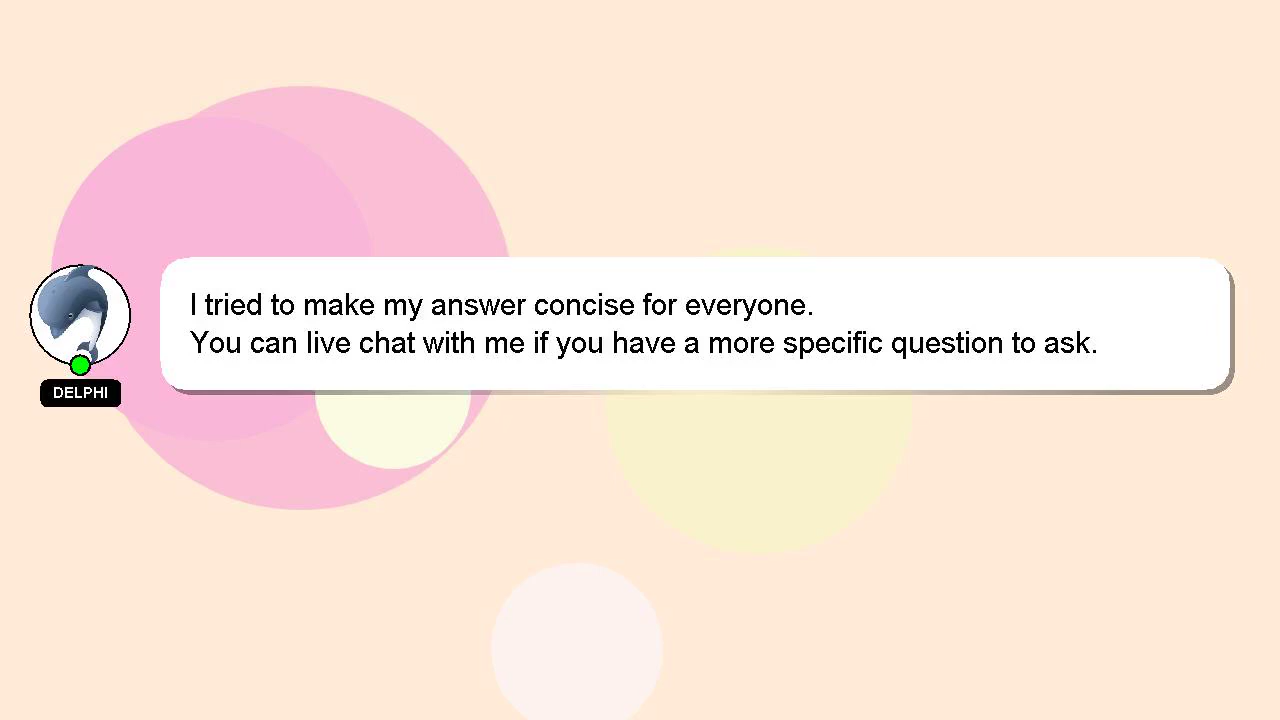 I tried to make my answer concise for everyone.
You can live chat with me if you have a more specific question to ask.
DELPHI